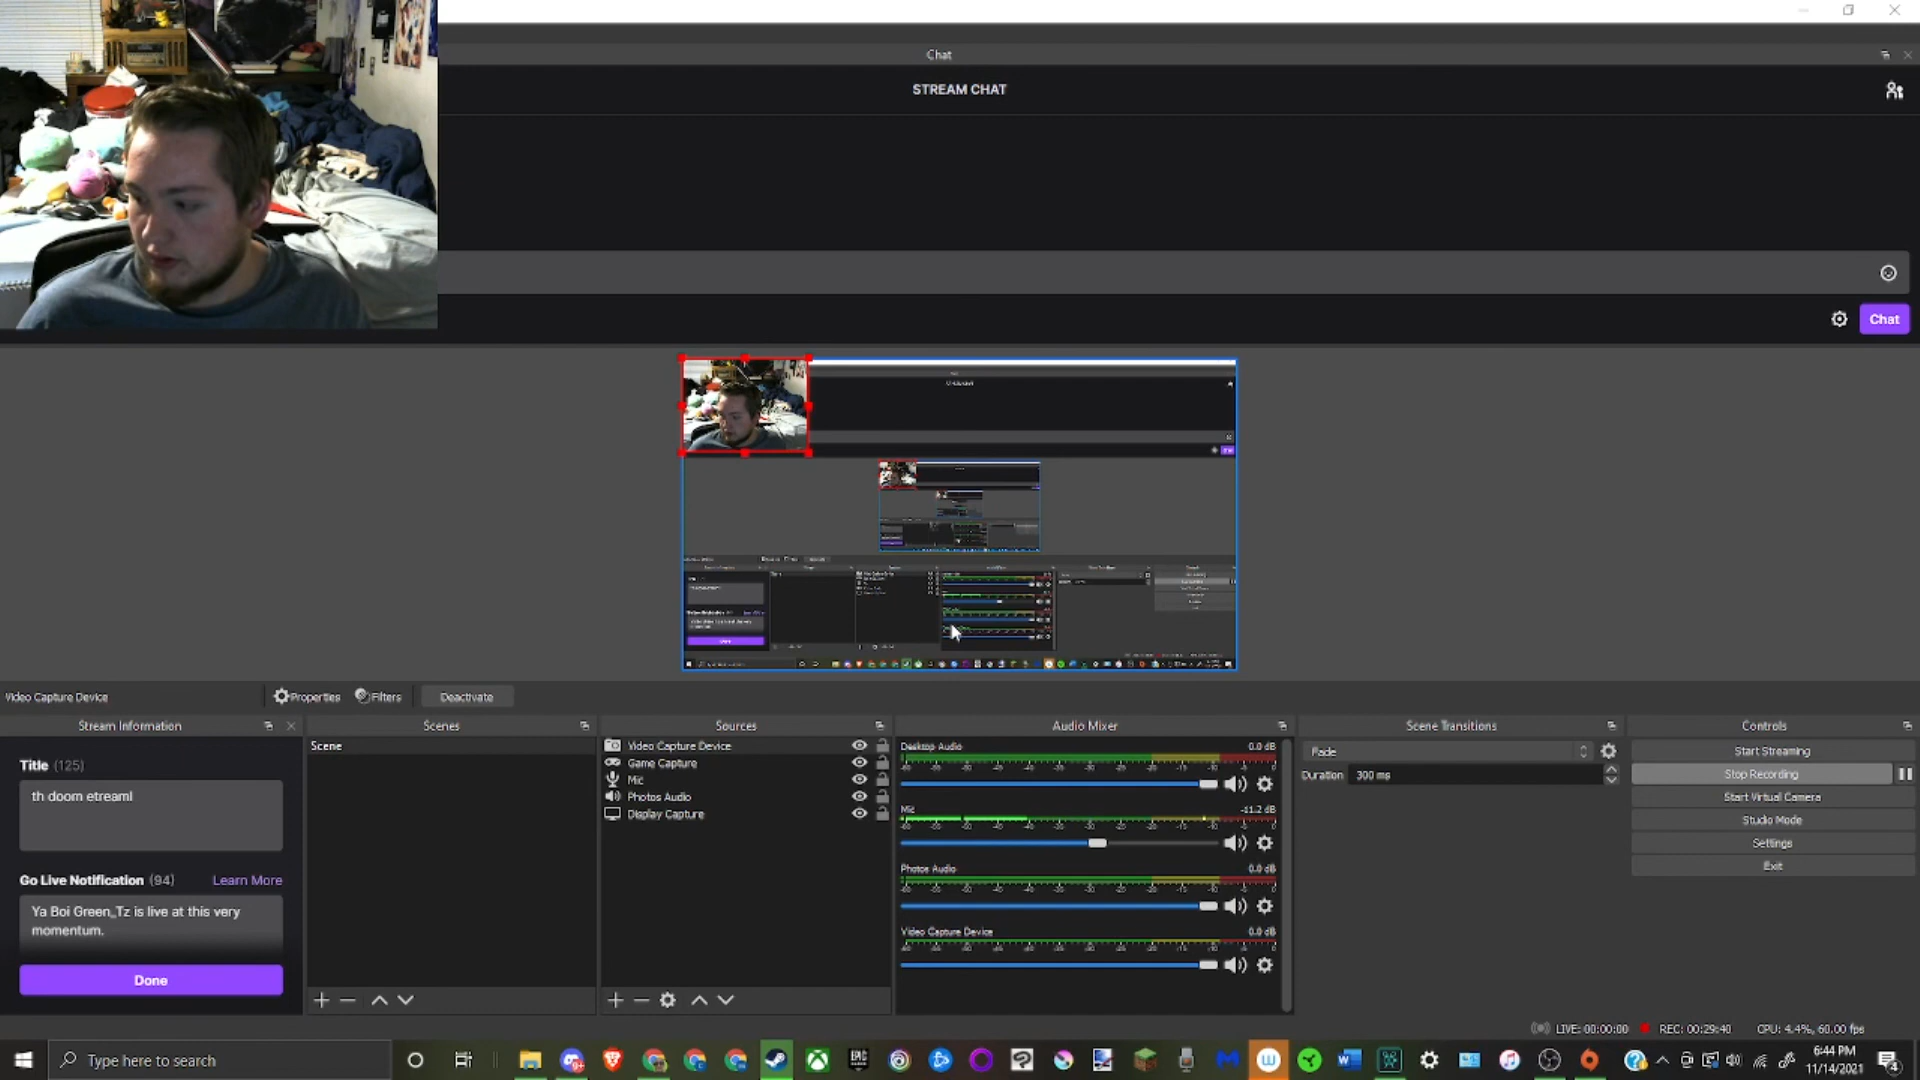 Chat
STREAM CHAT
Chat
Video Capture Device
Properties
Filters
Deactivate
Stream Information
Scenes
Sources
Audio Mixer
Scene Transitions
Controls
Title (125)
th doom etreaml
Go Live Notification (94)
Learn More
Ya Boi Green_Tz is live at this very
momentum.
Done
Scene
Video Capture Device
Game Capture
Mic
Photos Audio
Display Capture
Desktop Audio
0.0 dB
Mic
-11.2 dB
Photos Audio
0.0 dB
Video Capture Device
0.0 dB
Fade
Duration
300 ms
Start Streaming
Stop Recording
Start Virtual Camera
Studio Mode
Settings
Exit
LIVE: 00:00:00
REC: 00:29:40
CPU: 4.4%, 60.00 fps
Type here to search
EPIC
6:44 PM
11/14/2021